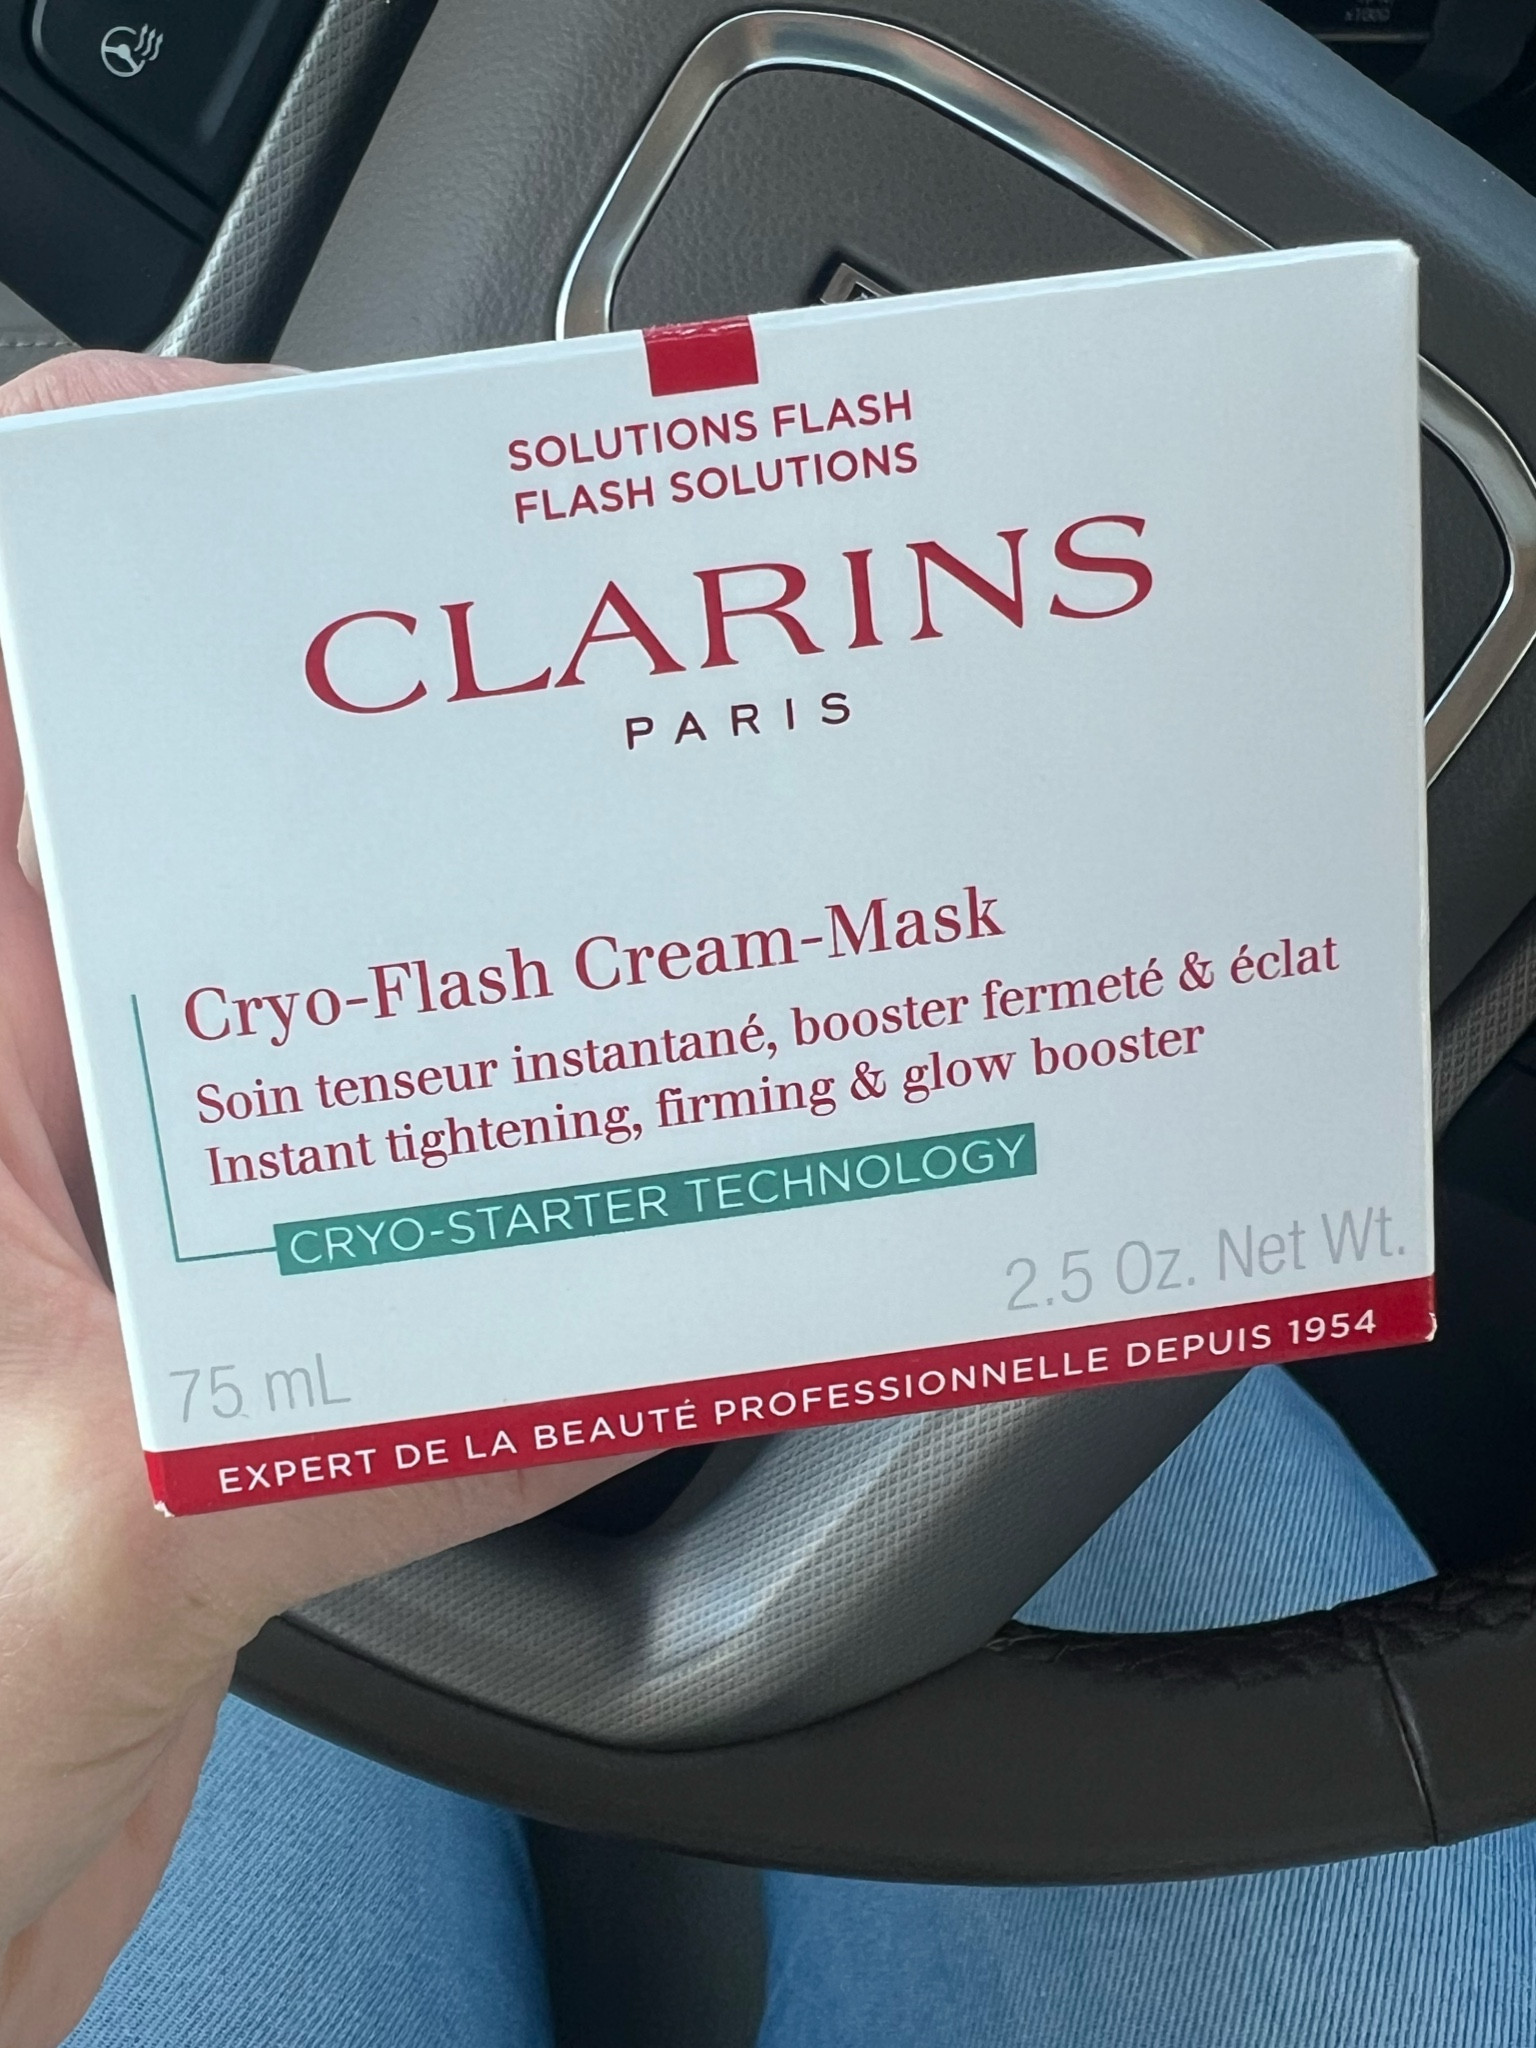 x1000
SOLUTIONS FLASH
FLASH SOLUTIONS
CLARINS
PARIS
Cryo-Flash Cream-Mask
Soin tenseur instantané, booster fermeté & éclat
Instant tightening, firming & glow booster
CRYO-STARTER TECHNOLOGY
2.5 Oz. Net Wt.
75 mL
EXPERT DE LA BEAUTÉ PROFESSIONNELLE DEPUIS 1954